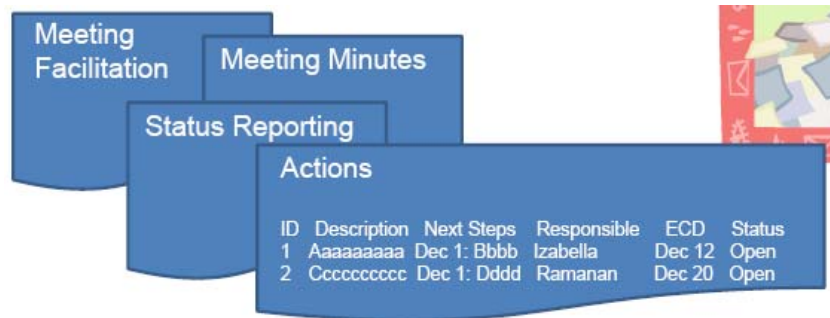 Meeting
Facilitation
Meeting Minutes
Status Reporting
Actions
ID Description Next Steps Responsible ECD Status
1 Aaaaaaaaa Dec 1: Bbbb Izabella Dec 12 Open
2 Cccccccccc Dec 1: Dddd Ramanan Dec 20 Open